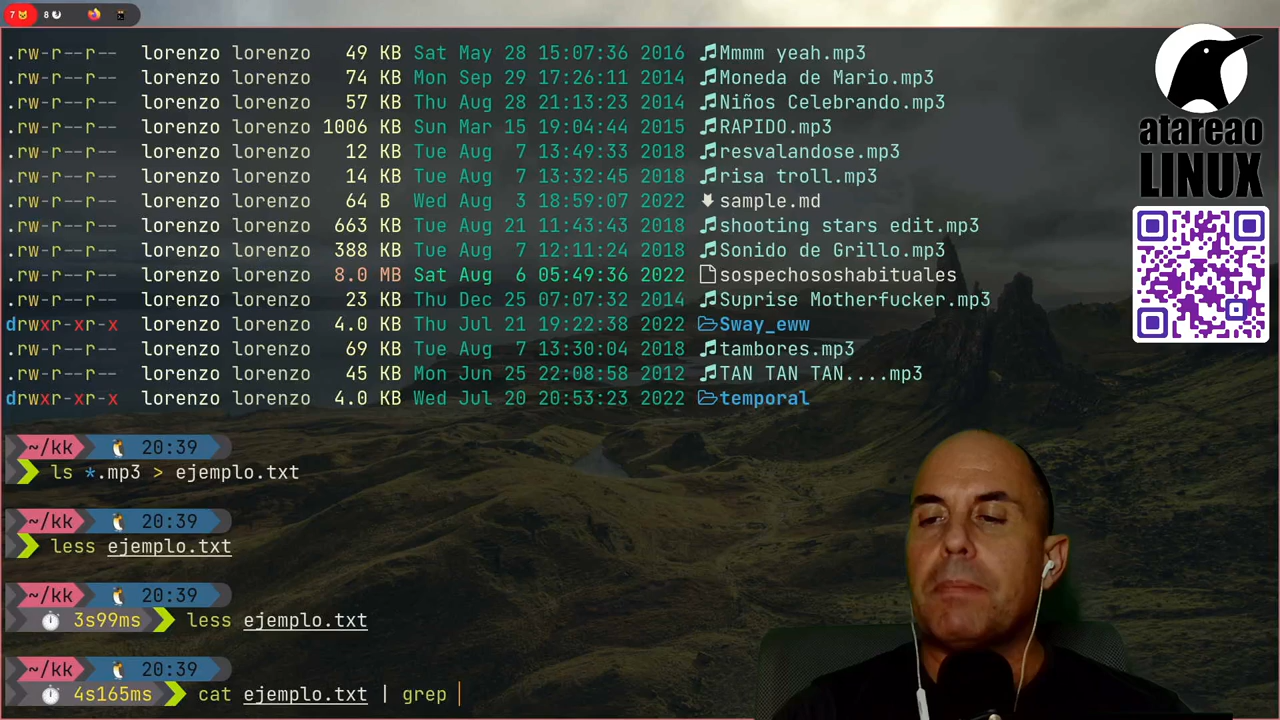 7 8
.rw-r--r-- lorenzo lorenzo 49 KB Sat May 28 15:07:36 2016 Mmmm yeah.mp3
.rw-r--r-- lorenzo lorenzo 74 KB Mon Sep 29 17:26:11 2014 Moneda de Mario.mp3
.rw-r--r-- lorenzo lorenzo 57 KB Thu Aug 28 21:13:23 2014 Niños Celebrando.mp3
.rw-r--r-- lorenzo lorenzo 1006 KB Sun Mar 15 19:04:44 2015 RAPIDO.mp3
.rw-r--r-- lorenzo lorenzo 12 KB Tue Aug 7 13:49:33 2018 resvalandose.mp3
.rw-r--r-- lorenzo lorenzo 14 KB Tue Aug 7 13:32:45 2018 risa troll.mp3
.rw-r--r-- lorenzo lorenzo 64 B Wed Aug 3 18:59:07 2022 sample.md
.rw-r--r-- lorenzo lorenzo 663 KB Tue Aug 21 11:43:43 2018 shooting stars edit.mp3
.rw-r--r-- lorenzo lorenzo 388 KB Tue Aug 7 12:11:24 2018 Sonido de Grillo.mp3
.rw-r--r-- lorenzo lorenzo 8.0 MB Sat Aug 6 05:49:36 2022 sospechososhabituales
.rw-r--r-- lorenzo lorenzo 23 KB Thu Dec 25 07:07:32 2014 Suprise Motherfucker.mp3
drwxr-xr-x lorenzo lorenzo 4.0 KB Thu Jul 21 19:22:38 2022 Sway_eww
.rw-r--r-- lorenzo lorenzo 69 KB Tue Aug 7 13:30:04 2018 tambores.mp3
.rw-r--r-- lorenzo lorenzo 45 KB Mon Jun 25 22:08:58 2012 TAN TAN TAN....mp3
drwxr-xr-x lorenzo lorenzo 4.0 KB Wed Jul 20 20:53:23 2022 temporal
~/kk 20:39
ls *.mp3 > ejemplo.txt
~/kk 20:39
less ejemplo.txt
~/kk 20:39
3s99ms less ejemplo.txt
~/kk 20:39
4s165ms cat ejemplo.txt | grep
atareao
LINUX